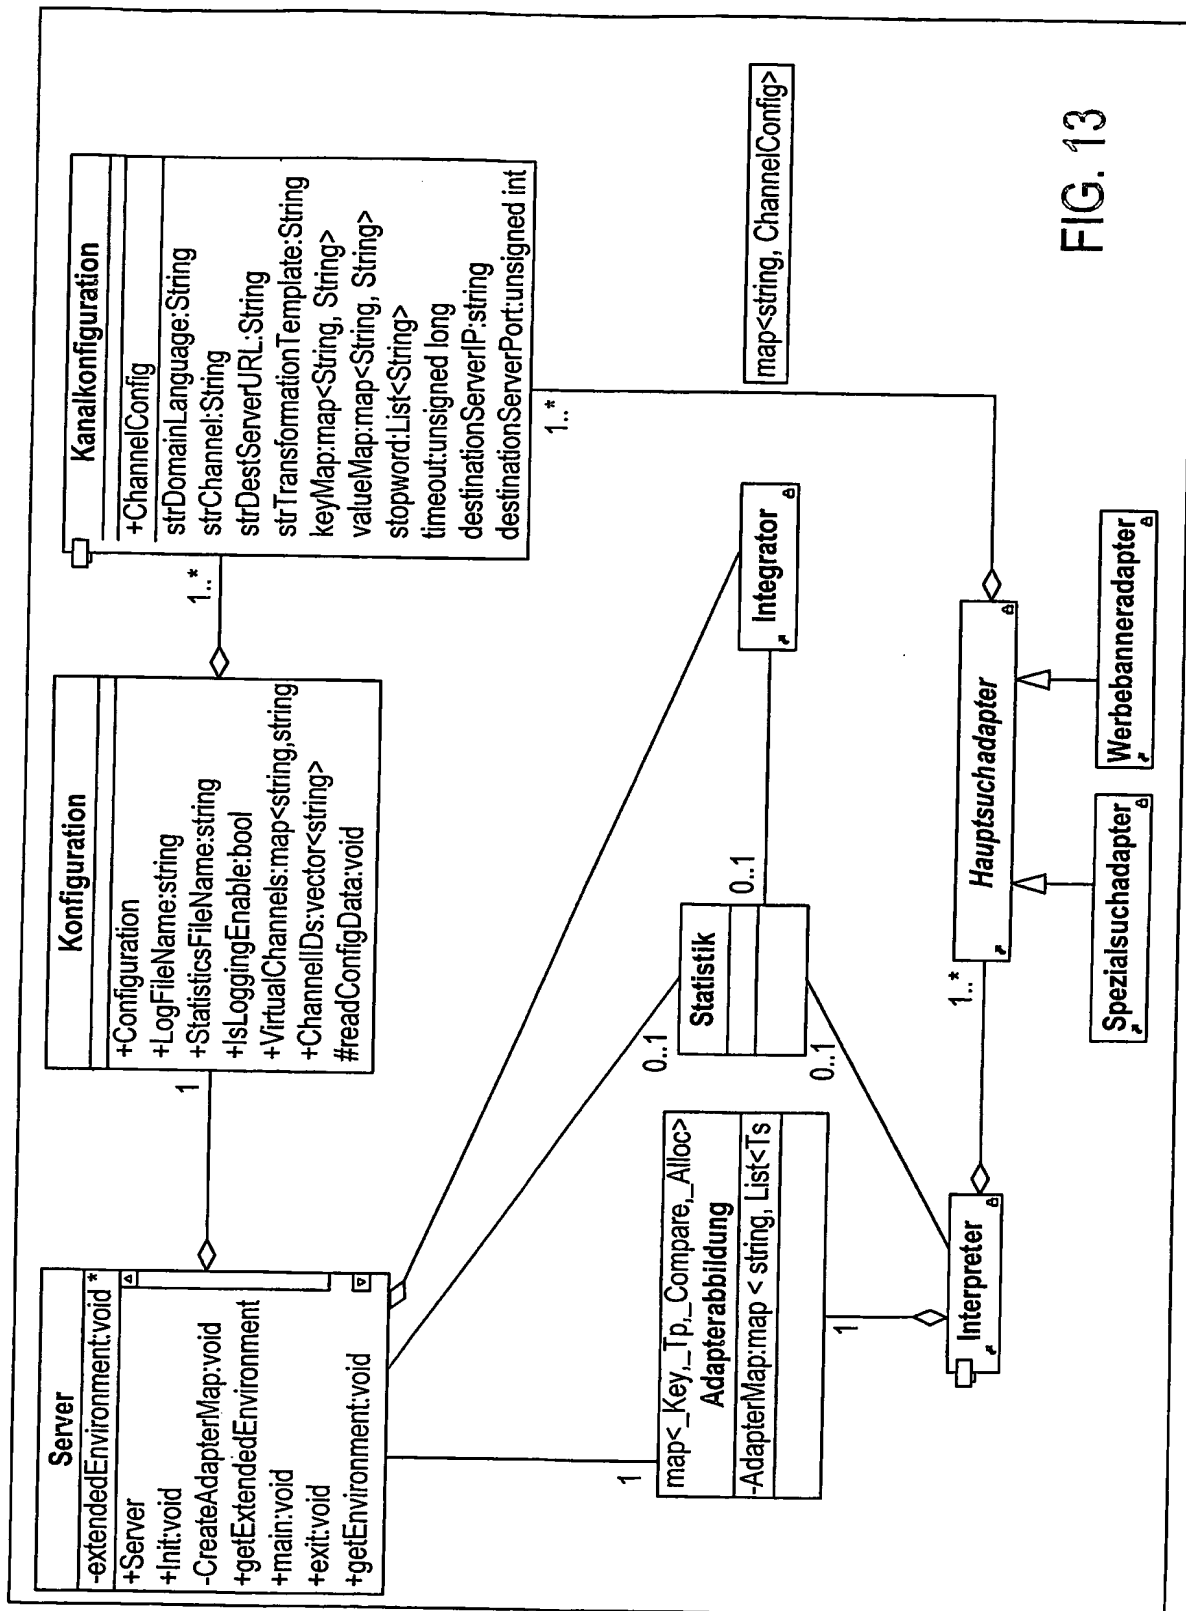 Server
-extendedEnvironment:void *
+Server
+Init:void
-CreateAdapterMap:void
+getExtendedEnvironment
+main:void
+exit:void
+getEnvironment:void
1
Konfiguration
+Configuration
+LogFileName:string
+StatisticsFileName:string
+IsLoggingEnable:bool
+VirtualChannels:map<string,string
+ChannelIDs:vector<string>
#readConfigData:void
1..*
Kanalkonfiguration
+ChannelConfig
strDomainLanguage:String
strChannel:String
strDestServerURL:String
strTransformationTemplate:String
keyMap:map<String, String>
valueMap:map<String, String>
stopword:List<String>
timeout:unsigned long
destinationServerIP:string
destinationServerPort:unsigned int
1..*
map<string, ChannelConfig>
1
map<_Key,_Tp,_Compare,_Alloc>
Adapterabbildung
-AdapterMap:map < string, List<Ts
1
0..1
Statistik
0..1
0..1
Integrator
Interpreter
1..*
Hauptsuchadapter
Spezialsuchadapter
Werbebanneradapter
FIG. 13